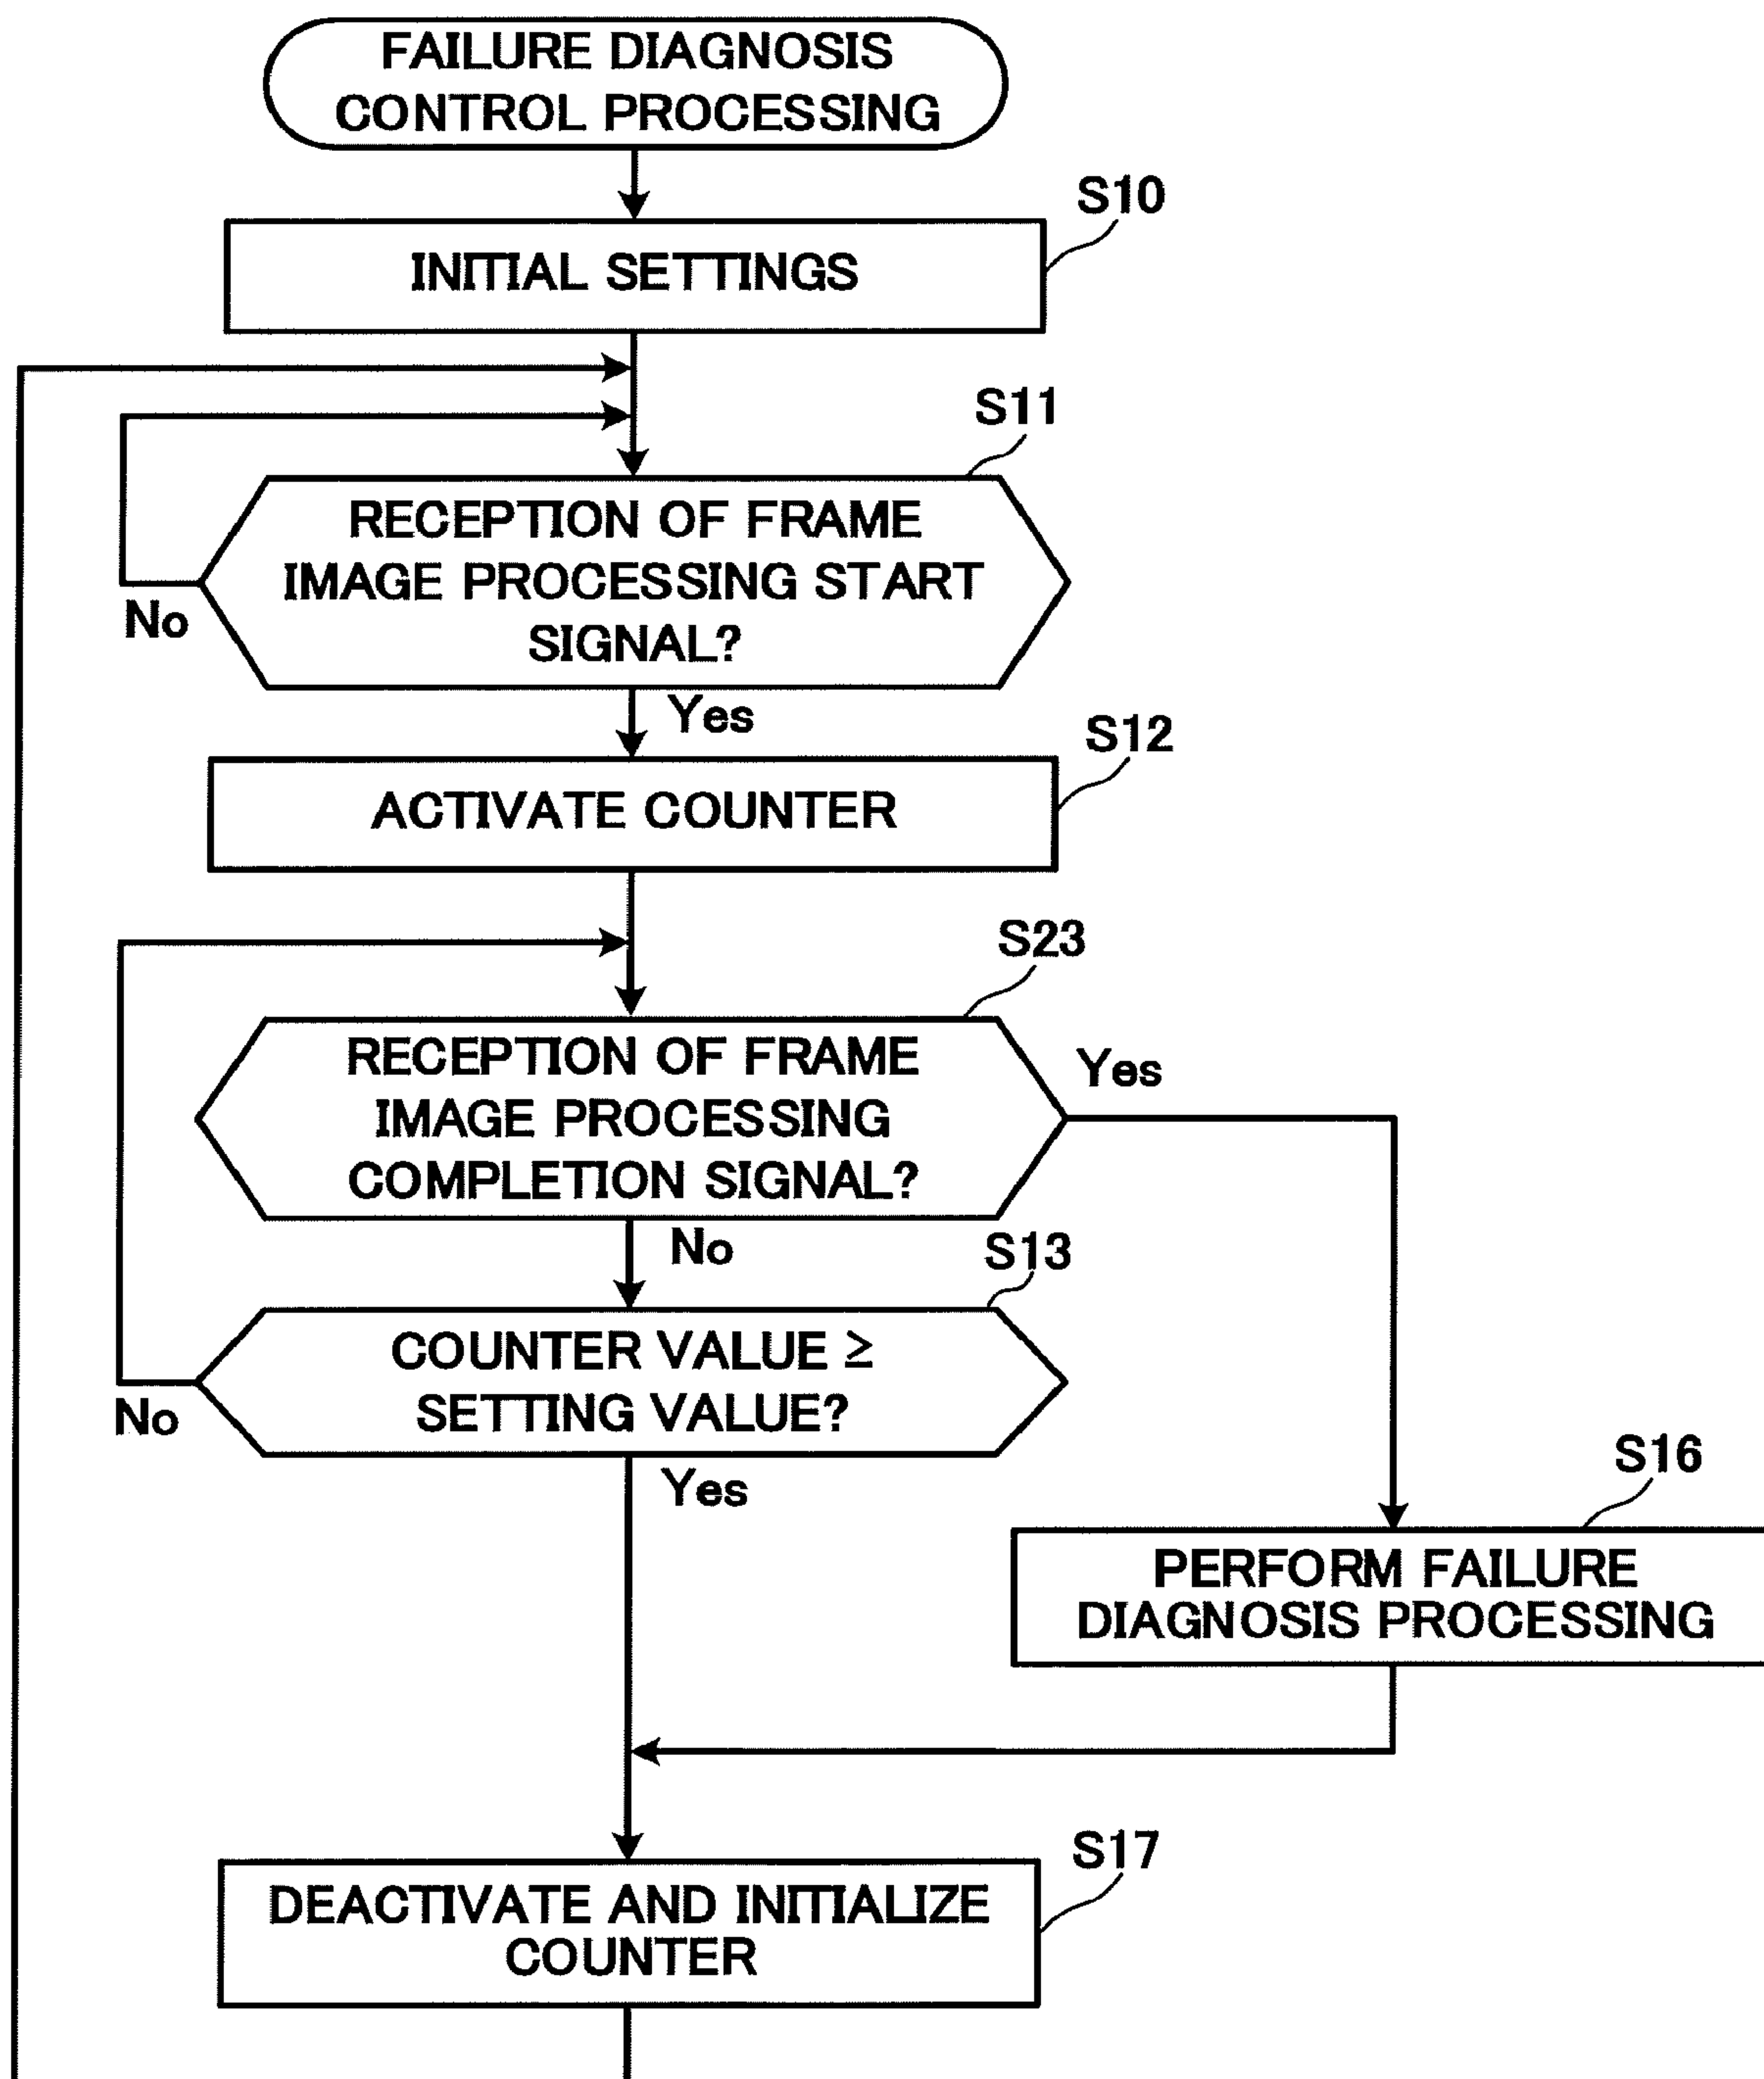 FAILURE DIAGNOSIS
CONTROL PROCESSING
S10
INITIAL SETTINGS
S11
RECEPTION OF FRAME
IMAGE PROCESSING START
SIGNAL?
No
Yes
S12
ACTIVATE COUNTER
S23
RECEPTION OF FRAME
IMAGE PROCESSING
COMPLETION SIGNAL?
Yes
No
S13
COUNTER VALUE ≥
SETTING VALUE?
No
Yes
S16
PERFORM FAILURE
DIAGNOSIS PROCESSING
S17
DEACTIVATE AND INITIALIZE
COUNTER